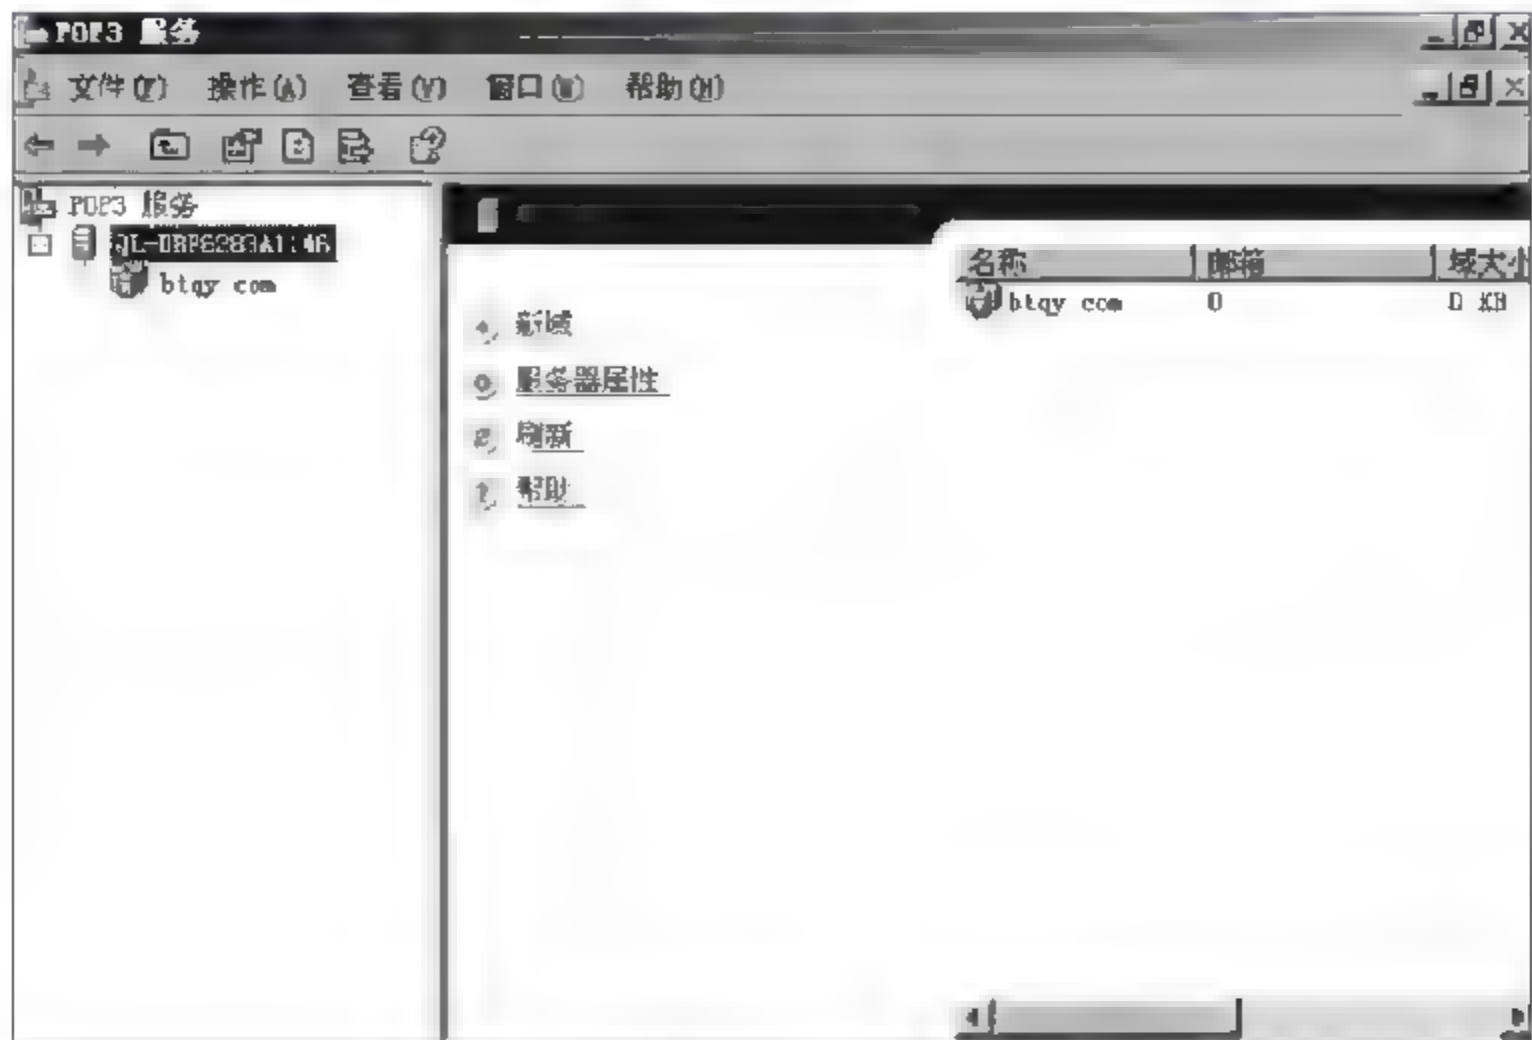 POP3 服务
文件(F) 操作(A) 查看(V) 窗口(W) 帮助(H)
POP3 服务
btqy com
新域
服务器属性
刷新
帮助
名称 邮箱 域大小
btqy com 0 0 KB